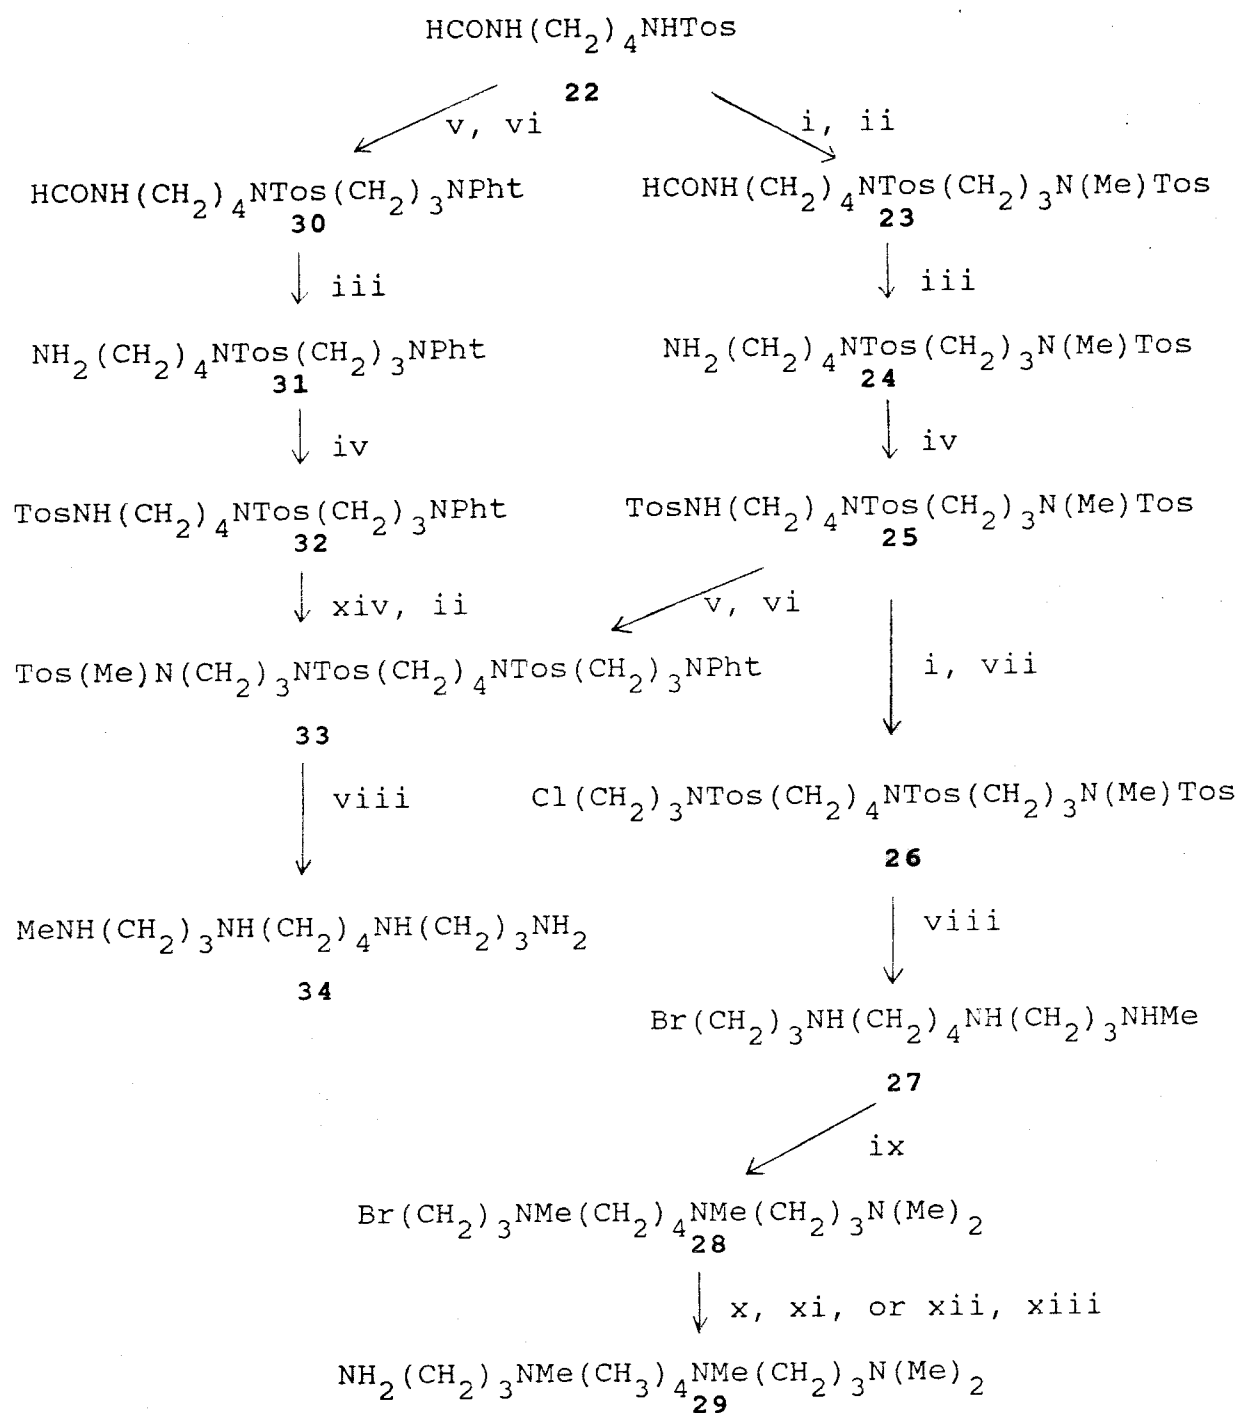 HCONH(CH2)4NHTos
22
v, vi
i, ii
HCONH(CH2)4NTos(CH2)3NPht
30
HCONH(CH2)4NTos(CH2)3N(Me)Tos
23
iii
iii
NH2(CH2)4NTos(CH2)3NPht
31
NH2(CH2)4NTos(CH2)3N(Me)Tos
24
iv
iv
TosNH(CH2)4NTos(CH2)3NPht
32
TosNH(CH2)4NTos(CH2)3N(Me)Tos
25
xiv, ii
v, vi
i, vii
Tos(Me)N(CH2)3NTos(CH2)4NTos(CH2)3NPht
33
viii
Cl(CH2)3NTos(CH2)4NTos(CH2)3N(Me)Tos
26
MeNH(CH2)3NH(CH2)4NH(CH2)3NH2
34
viii
Br(CH2)3NH(CH2)4NH(CH2)3NHMe
27
ix
Br(CH2)3NMe(CH2)4NMe(CH2)3N(Me)2
28
x, xi, or xii, xiii
NH2(CH2)3NMe(CH3)4NMe(CH2)3N(Me)2
29